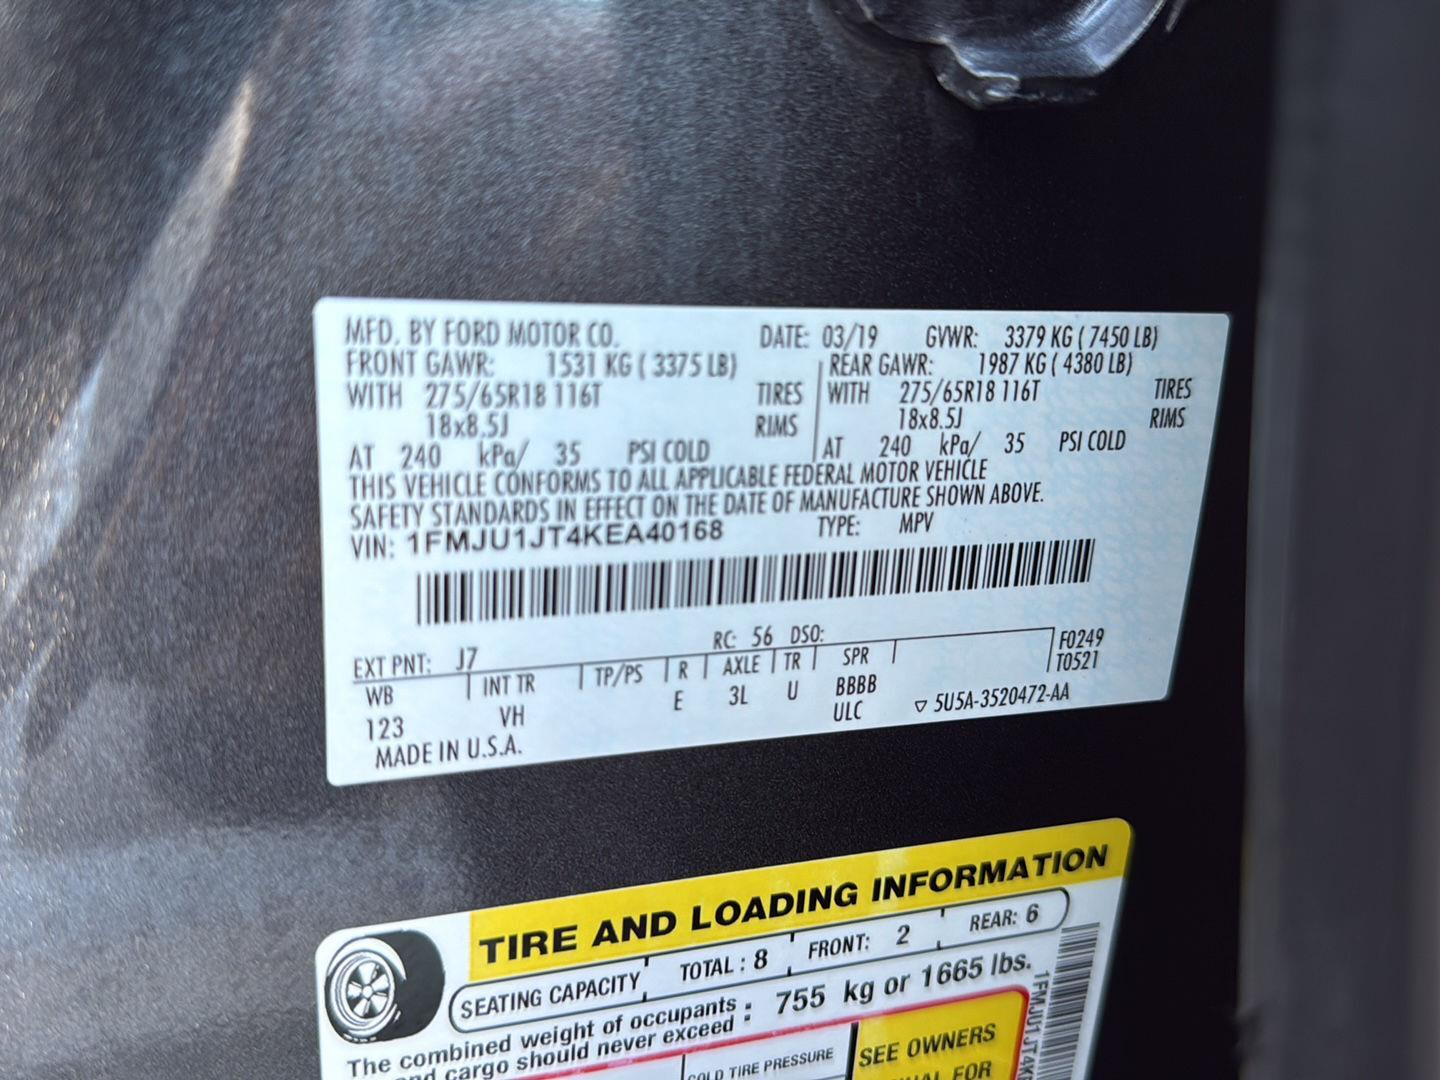 MFD. BY FORD MOTOR CO. DATE: 03/19 GVWR: 3379 KG ( 7450 LB)
FRONT GAWR: 1531 KG ( 3375 LB) REAR GAWR: 1987 KG ( 4380 LB)
WITH 275/65R18 116T TIRES WITH 275/65R18 116T TIRES
18x8.5J RIMS 18x8.5J RIMS
AT 240 kPa/ 35 PSI COLD AT 240 kPa/ 35 PSI COLD
THIS VEHICLE CONFORMS TO ALL APPLICABLE FEDERAL MOTOR VEHICLE
SAFETY STANDARDS IN EFFECT ON THE DATE OF MANUFACTURE SHOWN ABOVE.
VIN: 1FMJU1JT4KEA40168 TYPE: MPV
EXT PNT: J7 RC: 56 DSO: F0249
WB INT TR TP/PS R AXLE TR SPR T0521
123 VH E 3L U BBBB
ULC ▽ 5U5A-3520472-AA
MADE IN U.S.A.
TIRE AND LOADING INFORMATION
SEATING CAPACITY TOTAL : 8 FRONT: 2 REAR: 6
The combined weight of occupants : 755 kg or 1665 lbs.
and cargo should never exceed :
COLD TIRE PRESSURE
SEE OWNERS
FOR
1FMJU1JT4K